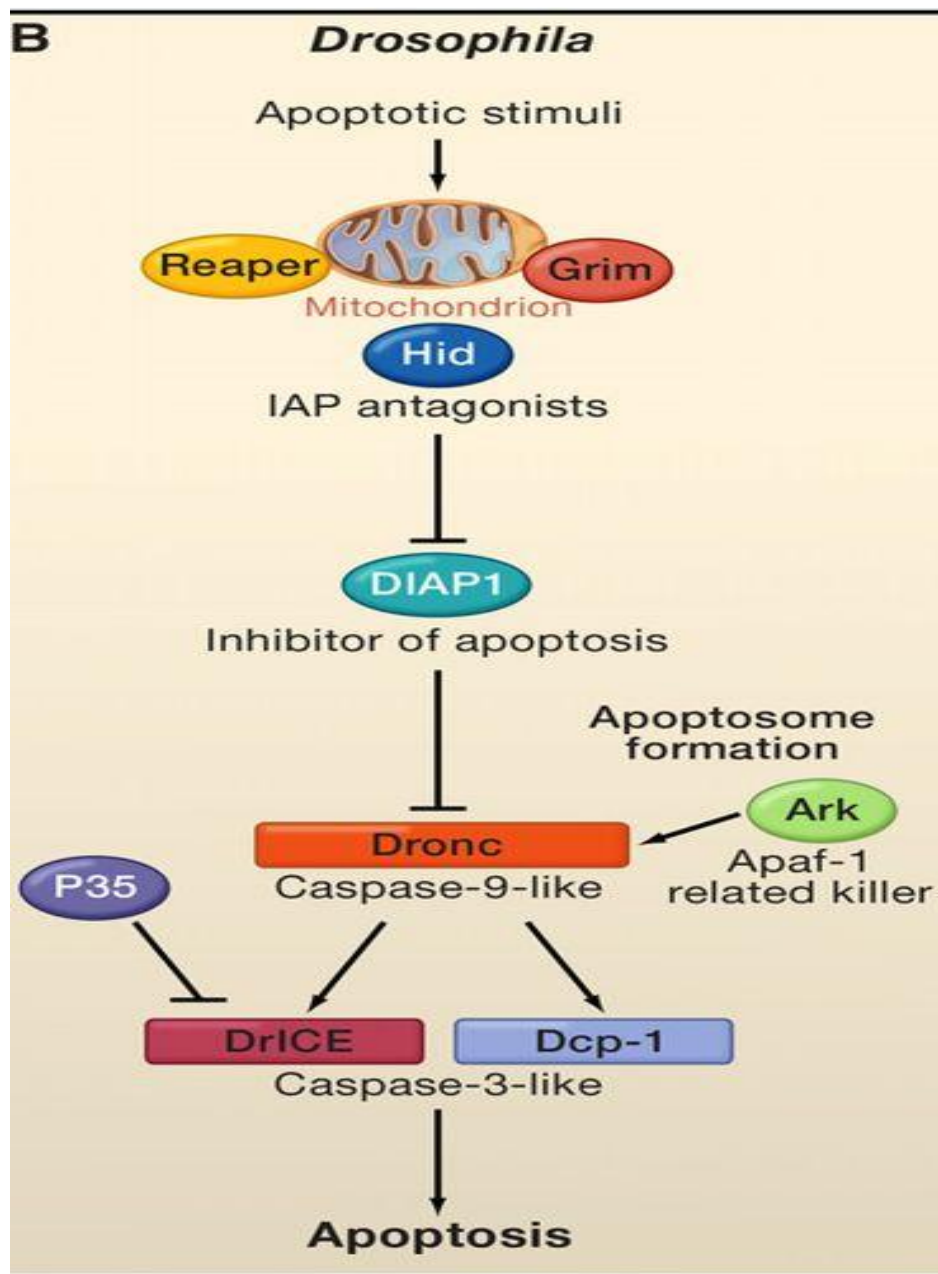 B
Drosophila
Apoptotic stimuli
Reaper
Grim
Mitochondrion
Hid
IAP antagonists
DIAP1
Inhibitor of apoptosis
Apoptosome
formation
Ark
Apaf-1
related killer
Dronc
Caspase-9-like
P35
DrICE
Dcp-1
Caspase-3-like
Apoptosis